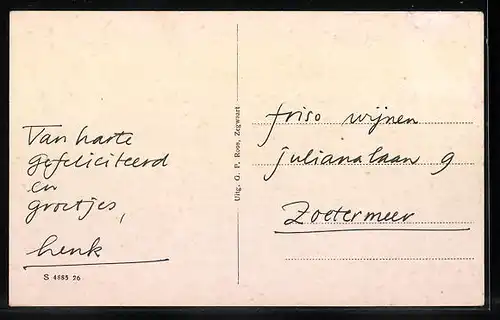 Van harte
gefeliciteerd
en
groetjes,
henk
S 4885 26
Uitg. G. P. Roos, Zegwaart
friso wijnen
julianalaan 9
Zoetermeer